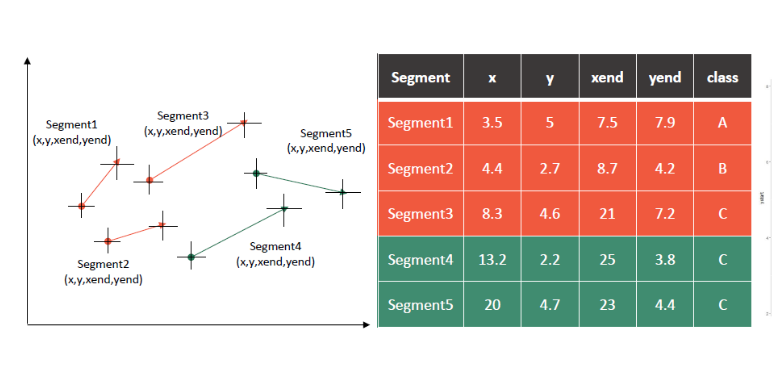 Segment1
(x,y,xend,yend)
Segment3
(x,y,xend,yend)
Segment5
(x,y,xend,yend)
Segment2
(x,y,xend,yend)
Segment4
(x,y,xend,yend)
Segment x y xend yend class
Segment1 3.5 5 7.5 7.9 A
Segment2 4.4 2.7 8.7 4.2 B
Segment3 8.3 4.6 21 7.2 C
Segment4 13.2 2.2 25 3.8 C
Segment5 20 4.7 23 4.4 C